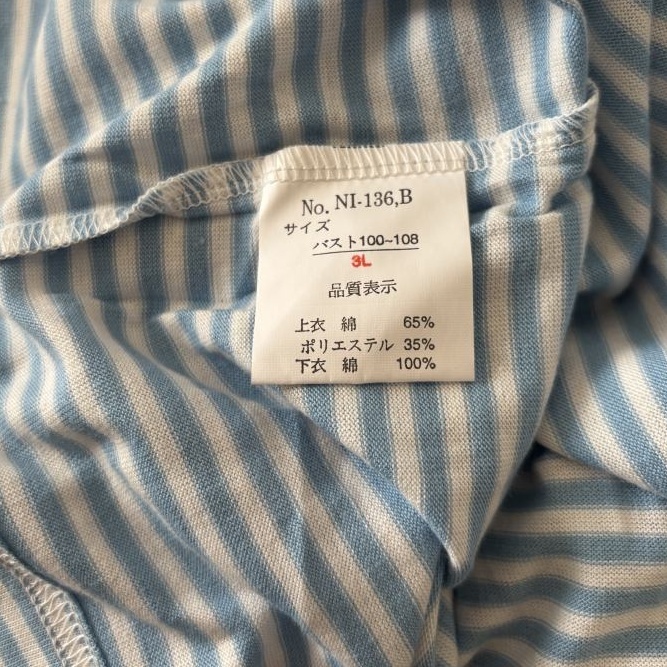 No. NI-136,B
サイズ
バスト100~108
3L
品質表示
上衣 綿 65%
ポリエステル 35%
下衣 綿 100%